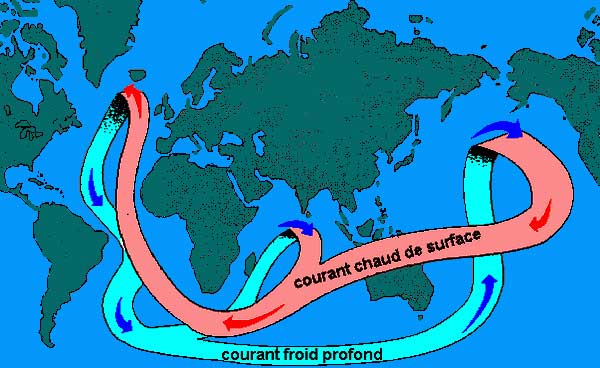 courant chaud de surface
courant froid profond